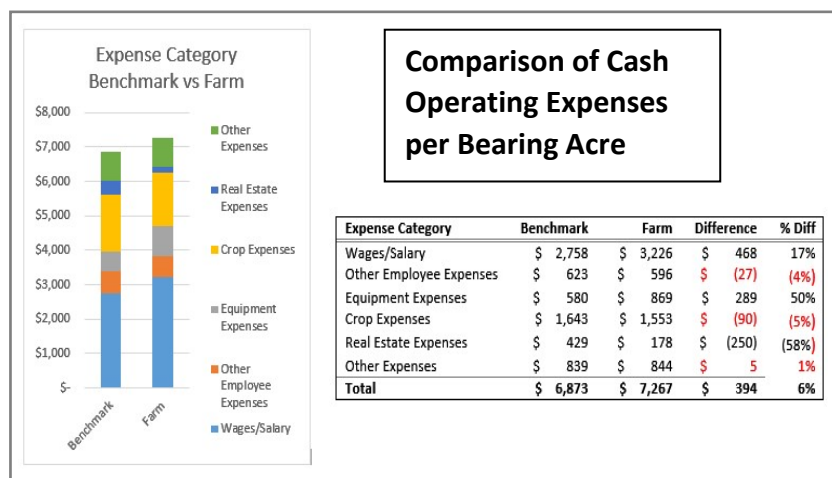 Expense Category
Benchmark vs Farm
$8,000
$7,000
$6,000
$5,000
$4,000
$3,000
$2,000
$1,000
$-
Benchmark
Farm
Other
Expenses
Real Estate
Expenses
Crop Expenses
Equipment
Expenses
Other
Employee
Expenses
Wages/Salary
Comparison of Cash
Operating Expenses
per Bearing Acre
Expense Category Benchmark Farm Difference % Diff
Wages/Salary $ 2,758 $ 3,226 $ 468 17%
Other Employee Expenses $ 623 $ 596 $ (27) (4%)
Equipment Expenses $ 580 $ 869 $ 289 50%
Crop Expenses $ 1,643 $ 1,553 $ (90) (5%)
Real Estate Expenses $ 429 $ 178 $ (250) (58%)
Other Expenses $ 839 $ 844 $ 5 1%
Total $ 6,873 $ 7,267 $ 394 6%